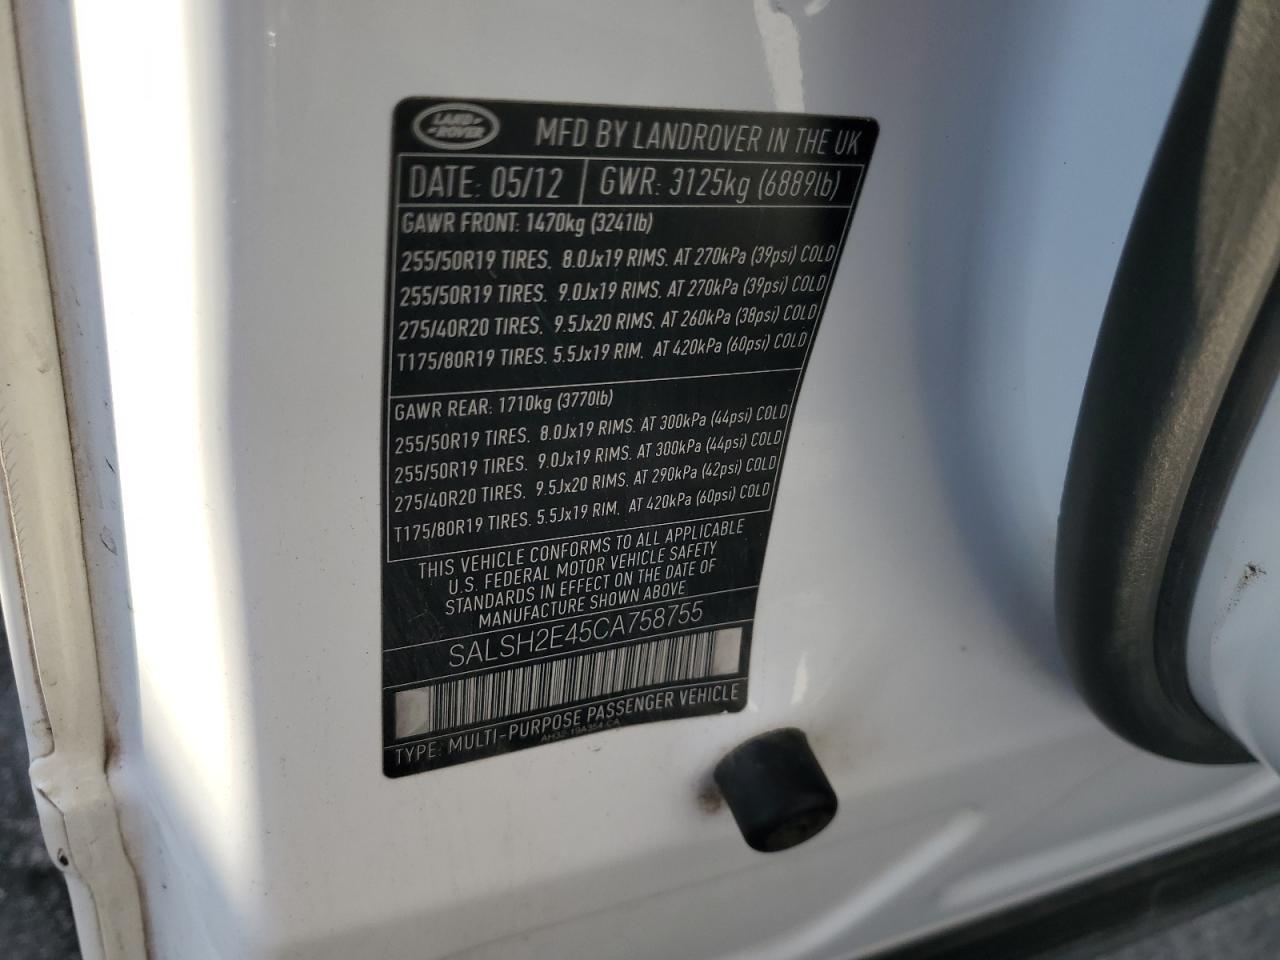 LAND
ROVER
MFD BY LANDROVER IN THE UK
DATE: 05/12 GWR: 3125kg (6889lb)
GAWR FRONT: 1470kg (3241lb)
255/50R19 TIRES. 8.0Jx19 RIMS. AT 270kPa (39psi) COLD
255/50R19 TIRES. 9.0Jx19 RIMS. AT 270kPa (39psi) COLD
275/40R20 TIRES. 9.5Jx20 RIMS. AT 260kPa (38psi) COLD
T175/80R19 TIRES. 5.5Jx19 RIM. AT 420kPa (60psi) COLD
GAWR REAR: 1710kg (3770lb)
255/50R19 TIRES. 8.0Jx19 RIMS. AT 300kPa (44psi) COLD
255/50R19 TIRES. 9.0Jx19 RIMS. AT 300kPa (44psi) COLD
275/40R20 TIRES. 9.5Jx20 RIMS. AT 290kPa (42psi) COLD
T175/80R19 TIRES. 5.5Jx19 RIM. AT 420kPa (60psi) COLD
THIS VEHICLE CONFORMS TO ALL APPLICABLE
U.S. FEDERAL MOTOR VEHICLE SAFETY
STANDARDS IN EFFECT ON THE DATE OF
MANUFACTURE SHOWN ABOVE
SALSH2E45CA758755
TYPE: MULTI-PURPOSE PASSENGER VEHICLE